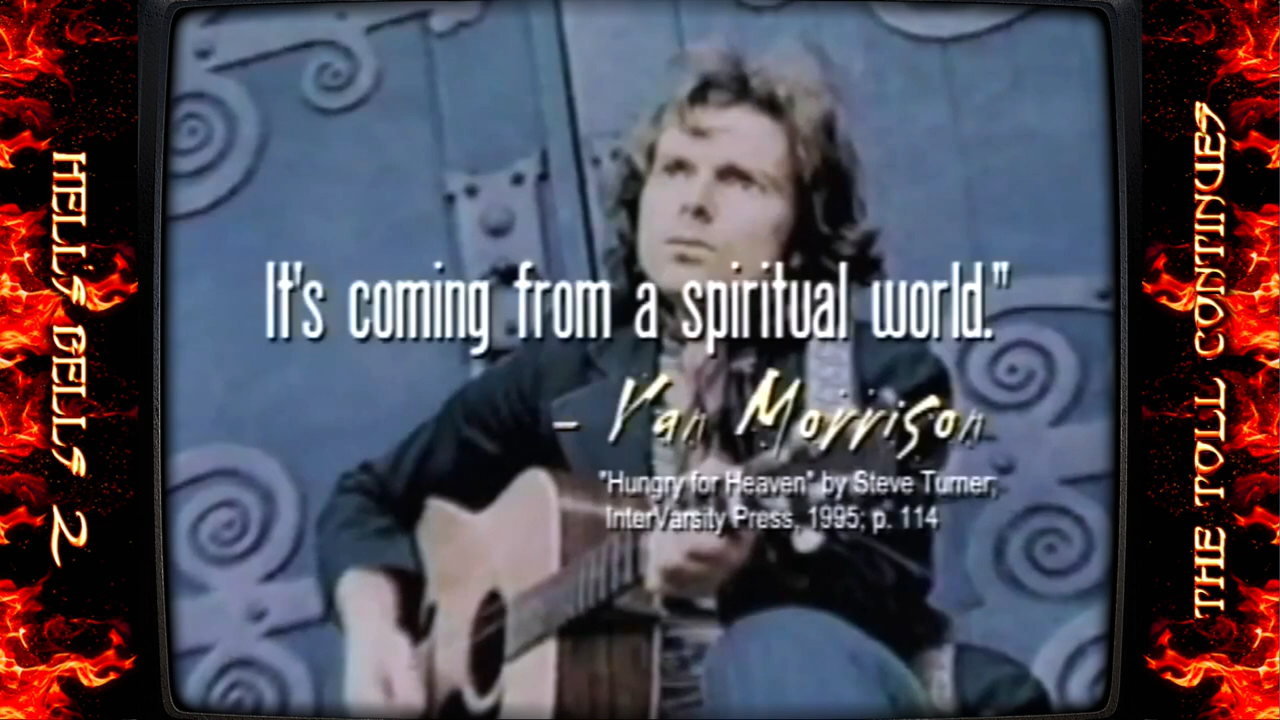 HELL'S BELLS 2
It's coming from a spiritual world."
- Van Morrison
"Hungry for Heaven" by Steve Turner;
InterVarsity Press, 1995; p. 114
THE TOLL CONTINUES